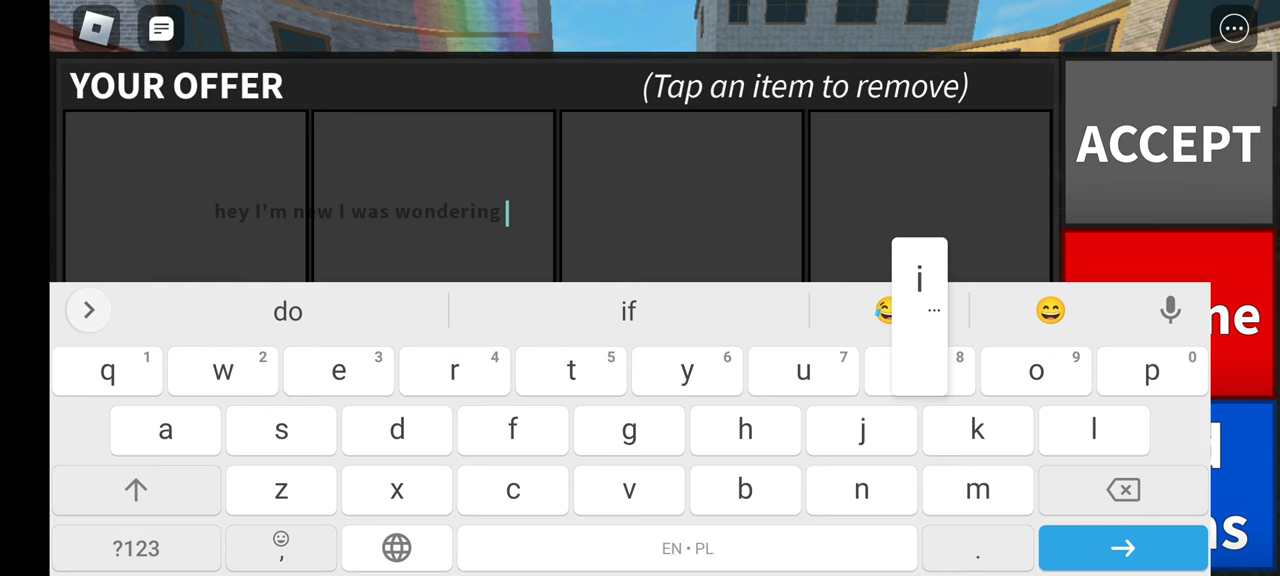 YOUR OFFER (Tap an item to remove)
ACCEPT
hey I'm new I was wondering
i
...
do if 😂 😄
ne
q 1 w 2 e 3 r 4 t 5 y 6 u 7 8 o 9 p 0
a s d f g h j k l
z x c v b n m
s
?123 , EN • PL .